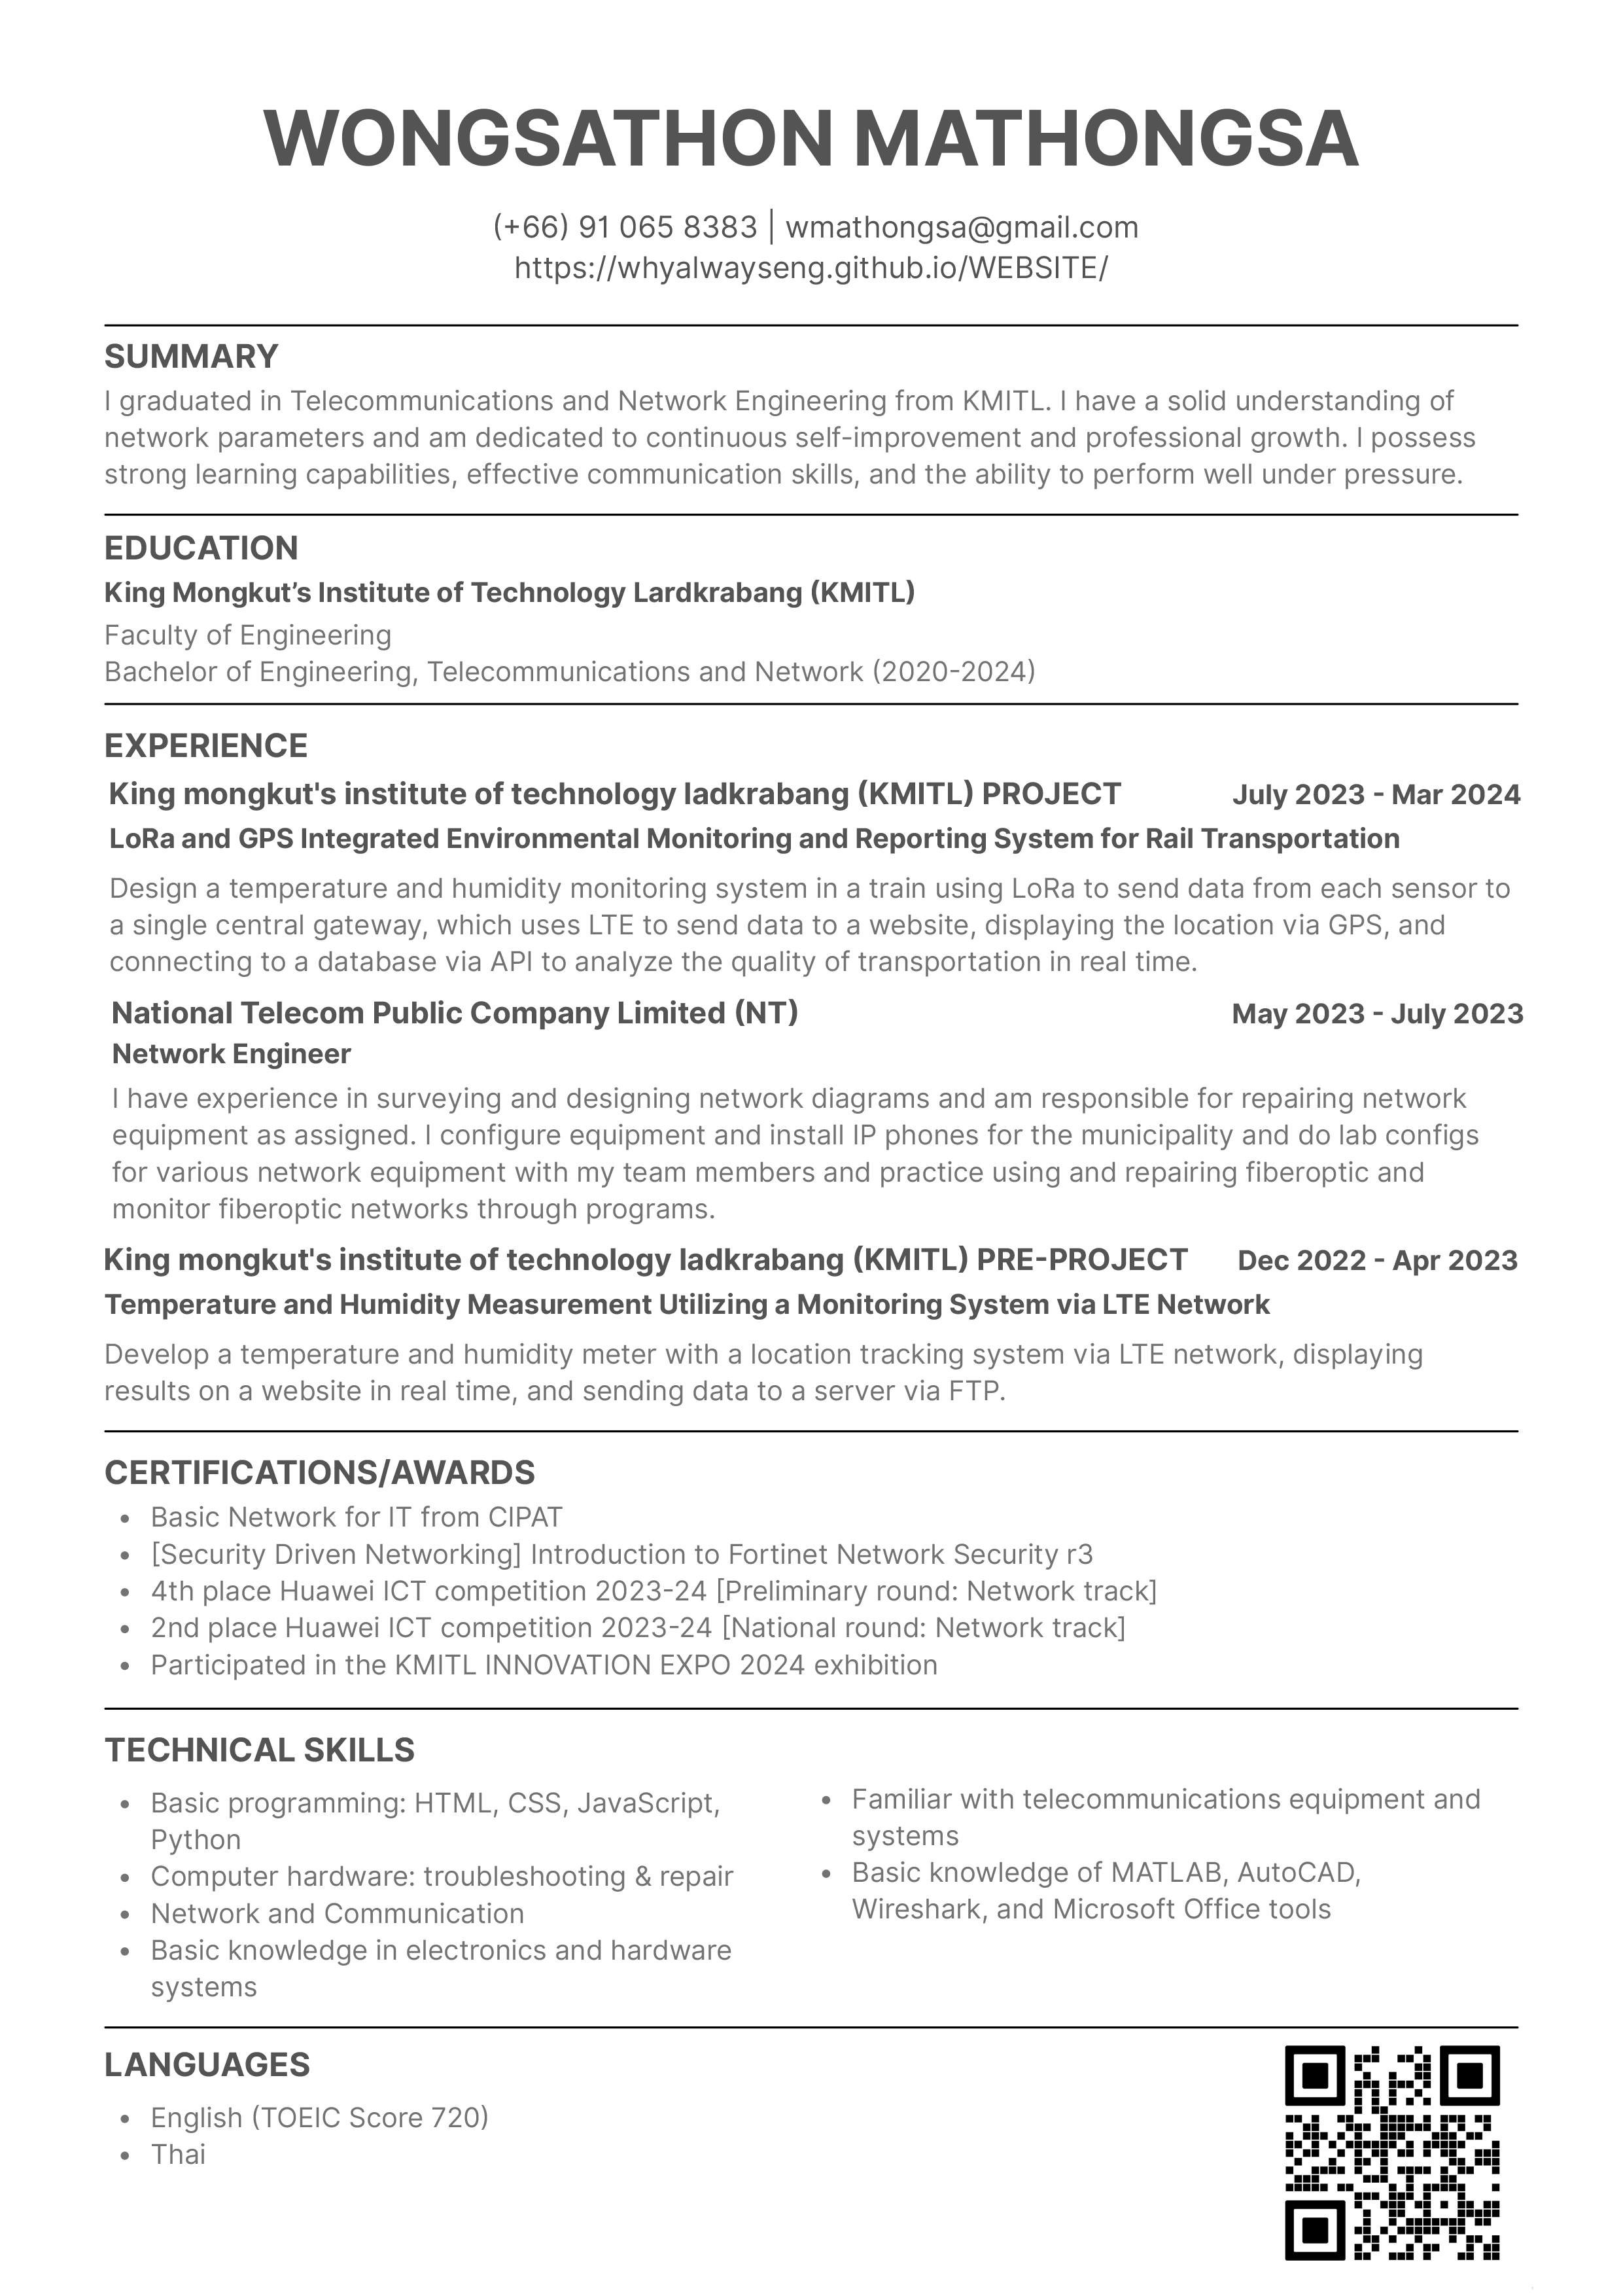 WONGSATHON MATHONGSA
(+66) 91 065 8383 | wmathongsa@gmail.com
https://whyalwayseng.github.io/WEBSITE/
SUMMARY
I graduated in Telecommunications and Network Engineering from KMITL. I have a solid understanding of
network parameters and am dedicated to continuous self-improvement and professional growth. I possess
strong learning capabilities, effective communication skills, and the ability to perform well under pressure.
EDUCATION
King Mongkut’s Institute of Technology Lardkrabang (KMITL)
Faculty of Engineering
Bachelor of Engineering, Telecommunications and Network (2020-2024)
EXPERIENCE
King mongkut's institute of technology ladkrabang (KMITL) PROJECT July 2023 - Mar 2024
LoRa and GPS Integrated Environmental Monitoring and Reporting System for Rail Transportation
Design a temperature and humidity monitoring system in a train using LoRa to send data from each sensor to
a single central gateway, which uses LTE to send data to a website, displaying the location via GPS, and
connecting to a database via API to analyze the quality of transportation in real time.
National Telecom Public Company Limited (NT) May 2023 - July 2023
Network Engineer
I have experience in surveying and designing network diagrams and am responsible for repairing network
equipment as assigned. I configure equipment and install IP phones for the municipality and do lab configs
for various network equipment with my team members and practice using and repairing fiberoptic and
monitor fiberoptic networks through programs.
King mongkut's institute of technology ladkrabang (KMITL) PRE-PROJECT Dec 2022 - Apr 2023
Temperature and Humidity Measurement Utilizing a Monitoring System via LTE Network
Develop a temperature and humidity meter with a location tracking system via LTE network, displaying
results on a website in real time, and sending data to a server via FTP.
CERTIFICATIONS/AWARDS
• Basic Network for IT from CIPAT
• [Security Driven Networking] Introduction to Fortinet Network Security r3
• 4th place Huawei ICT competition 2023-24 [Preliminary round: Network track]
• 2nd place Huawei ICT competition 2023-24 [National round: Network track]
• Participated in the KMITL INNOVATION EXPO 2024 exhibition
TECHNICAL SKILLS
• Basic programming: HTML, CSS, JavaScript,
Python
• Computer hardware: troubleshooting & repair
• Network and Communication
• Basic knowledge in electronics and hardware
systems
• Familiar with telecommunications equipment and
systems
• Basic knowledge of MATLAB, AutoCAD,
Wireshark, and Microsoft Office tools
LANGUAGES
• English (TOEIC Score 720)
• Thai